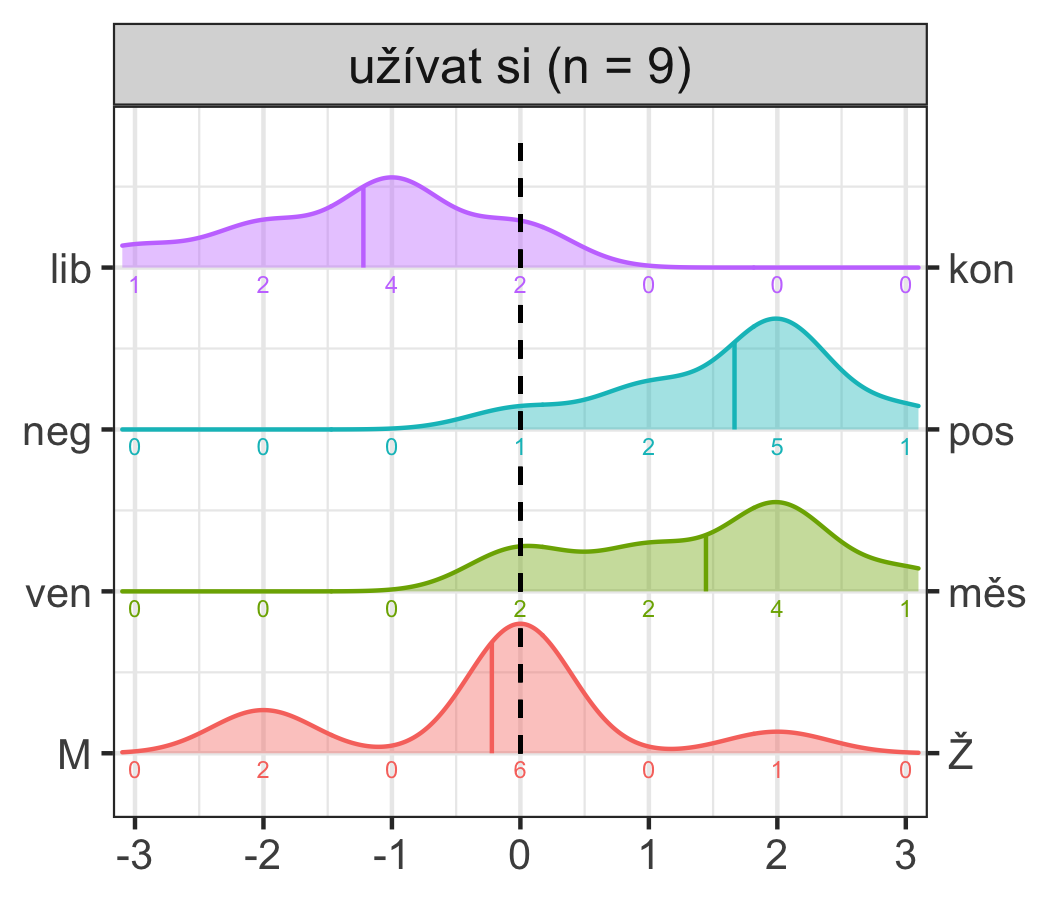 užívat si (n = 9)
lib kon
1 2 4 2 0 0 0
neg pos
0 0 0 1 2 5 1
ven měs
0 0 0 2 2 4 1
M Ž
0 2 0 6 0 1 0
-3 -2 -1 0 1 2 3